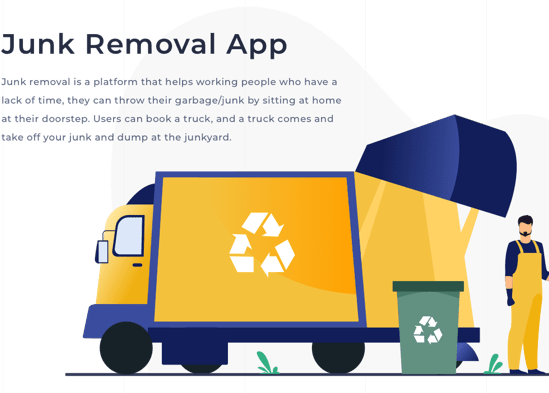 Junk Removal App
Junk removal is a platform that helps working people who have a
lack of time, they can throw their garbage/junk by sitting at home
at their doorstep. Users can book a truck, and a truck comes and
take off your junk and dump at the junkyard.